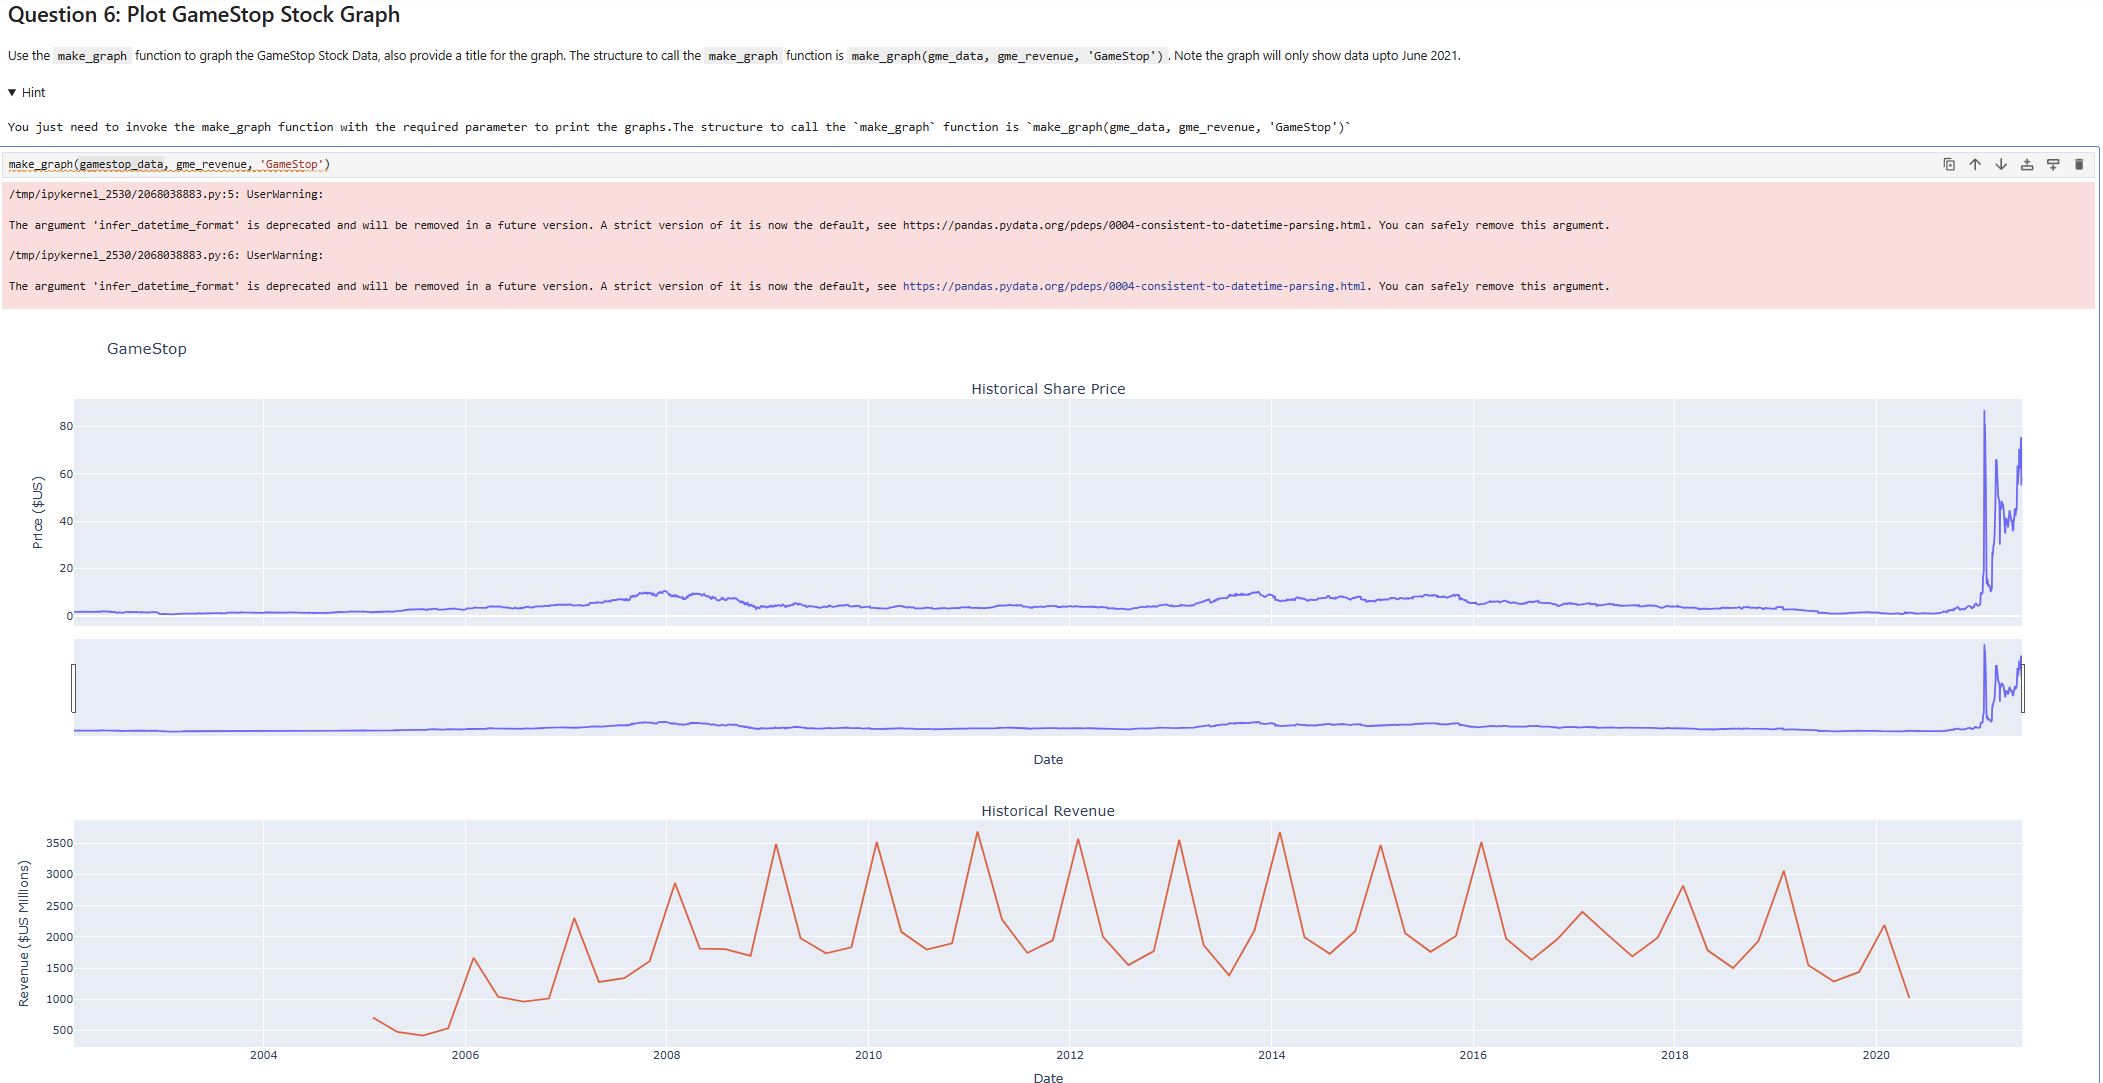 Question 6: Plot GameStop Stock Graph
Use the make_graph function to graph the GameStop Stock Data, also provide a title for the graph. The structure to call the make_graph function is make_graph(gme_data, gme_revenue, 'GameStop') . Note the graph will only show data upto June 2021.
▼ Hint
You just need to invoke the make_graph function with the required parameter to print the graphs.The structure to call the `make_graph` function is `make_graph(gme_data, gme_revenue, 'GameStop')`
make_graph(gamestop_data, gme_revenue, 'GameStop')
/tmp/ipykernel_2530/2068038883.py:5: UserWarning:
The argument 'infer_datetime_format' is deprecated and will be removed in a future version. A strict version of it is now the default, see https://pandas.pydata.org/pdeps/0004-consistent-to-datetime-parsing.html. You can safely remove this argument.
/tmp/ipykernel_2530/2068038883.py:6: UserWarning:
The argument 'infer_datetime_format' is deprecated and will be removed in a future version. A strict version of it is now the default, see https://pandas.pydata.org/pdeps/0004-consistent-to-datetime-parsing.html. You can safely remove this argument.
GameStop
Historical Share Price
80
60
40
20
0
Price ($US)
Date
Historical Revenue
3500
3000
2500
2000
1500
1000
500
Revenue ($US Millions)
2004 2006 2008 2010 2012 2014 2016 2018 2020
Date